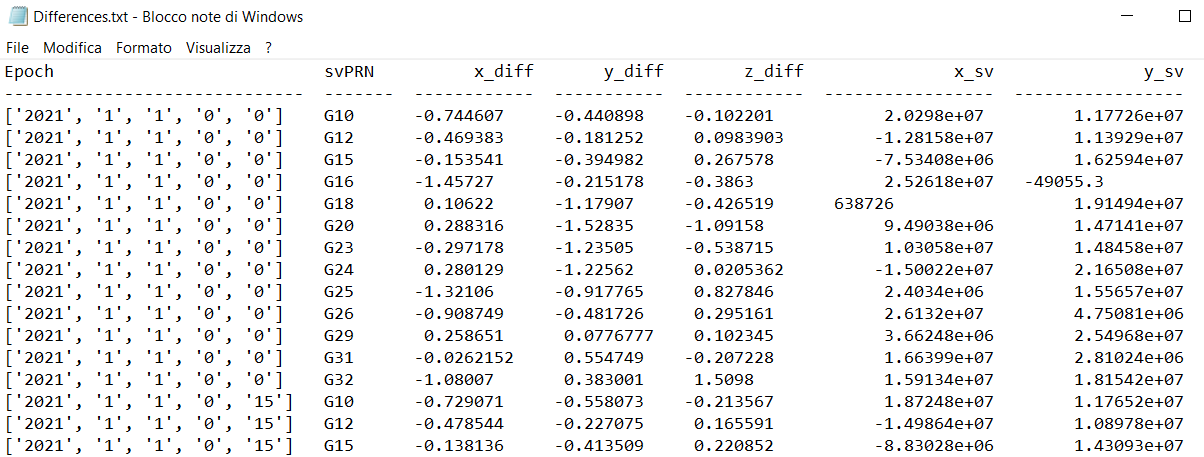 Differences.txt - Blocco note di Windows
File Modifica Formato Visualizza ?
Epoch svPRN x_diff y_diff z_diff x_sv y_sv
------------------------------ ------- ------------ ----------- ------------ ----------------- -----------------
['2021', '1', '1', '0', '0'] G10 -0.744607 -0.440898 -0.102201 2.0298e+07 1.17726e+07
['2021', '1', '1', '0', '0'] G12 -0.469383 -0.181252 0.0983903 -1.28158e+07 1.13929e+07
['2021', '1', '1', '0', '0'] G15 -0.153541 -0.394982 0.267578 -7.53408e+06 1.62594e+07
['2021', '1', '1', '0', '0'] G16 -1.45727 -0.215178 -0.3863 2.52618e+07 -49055.3
['2021', '1', '1', '0', '0'] G18 0.10622 -1.17907 -0.426519 638726 1.91494e+07
['2021', '1', '1', '0', '0'] G20 0.288316 -1.52835 -1.09158 9.49038e+06 1.47141e+07
['2021', '1', '1', '0', '0'] G23 -0.297178 -1.23505 -0.538715 1.03058e+07 1.48458e+07
['2021', '1', '1', '0', '0'] G24 0.280129 -1.22562 0.0205362 -1.50022e+07 2.16508e+07
['2021', '1', '1', '0', '0'] G25 -1.32106 -0.917765 0.827846 2.4034e+06 1.55657e+07
['2021', '1', '1', '0', '0'] G26 -0.908749 -0.481726 0.295161 2.6132e+07 4.75081e+06
['2021', '1', '1', '0', '0'] G29 0.258651 0.0776777 0.102345 3.66248e+06 2.54968e+07
['2021', '1', '1', '0', '0'] G31 -0.0262152 0.554749 -0.207228 1.66399e+07 2.81024e+06
['2021', '1', '1', '0', '0'] G32 -1.08007 0.383001 1.5098 1.59134e+07 1.81542e+07
['2021', '1', '1', '0', '15'] G10 -0.729071 -0.558073 -0.213567 1.87248e+07 1.17652e+07
['2021', '1', '1', '0', '15'] G12 -0.478544 -0.227075 0.165591 -1.49864e+07 1.08978e+07
['2021', '1', '1', '0', '15'] G15 -0.138136 -0.413509 0.220852 -8.83028e+06 1.43093e+07